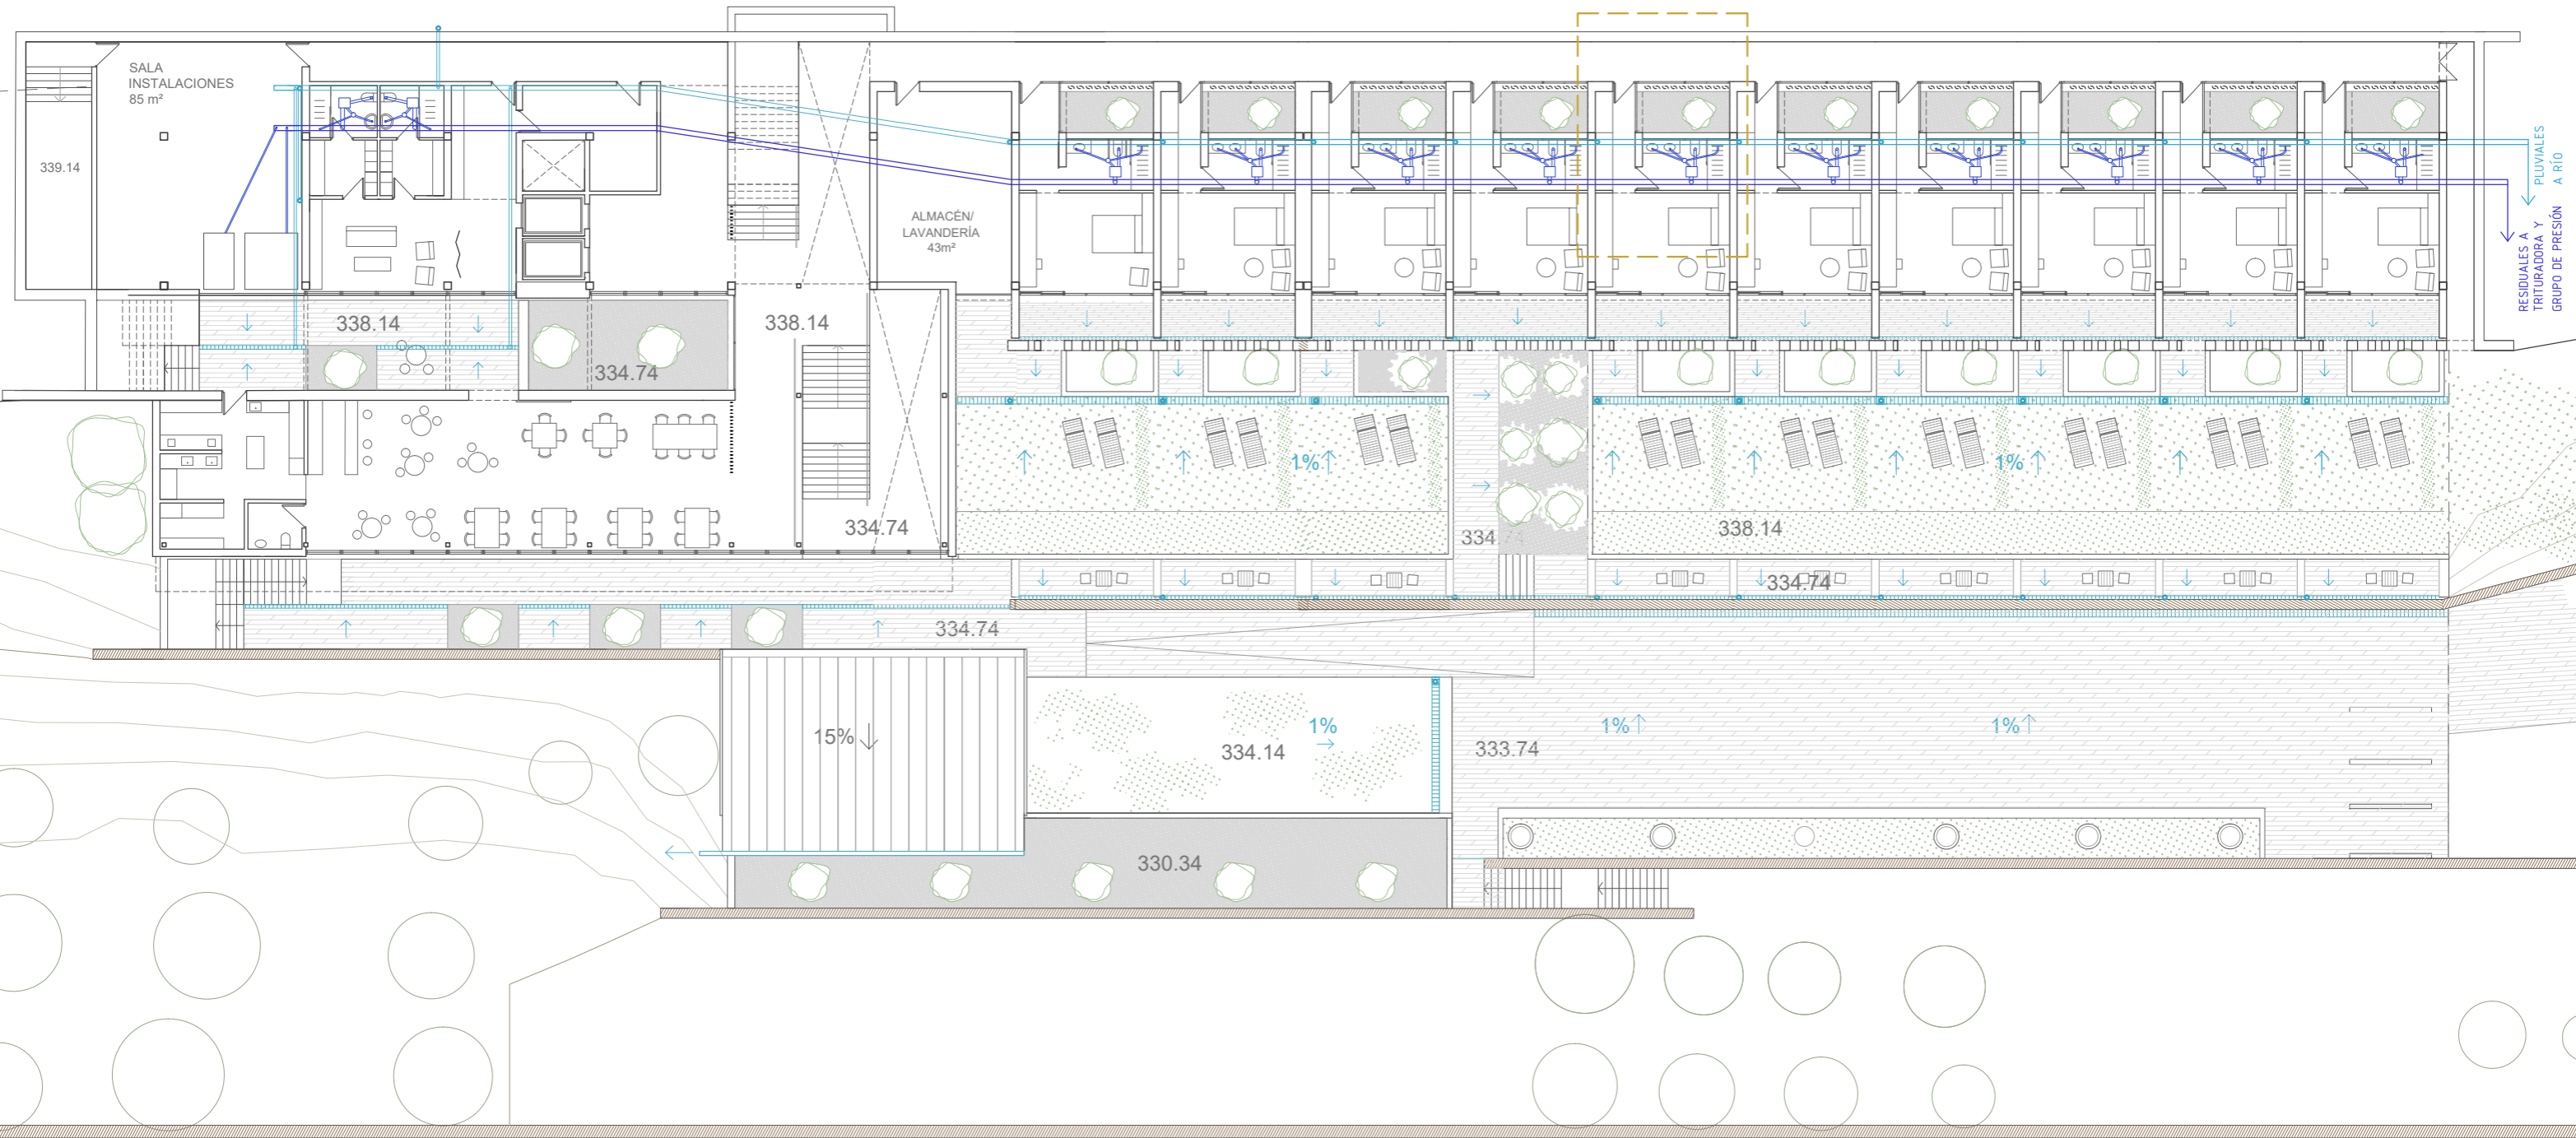 SALA
INSTALACIONES
85 m²
339.14
ALMACÉN/
LAVANDERÍA
43m²
PLUVIALES
A RÍO
RESIDUALES A
TRITURADORA Y
GRUPO DE PRESIÓN
338.14
338.14
334.74
1%
1%
334.74
338.14
334.74
334.74
334.74
15%
1%
334.14
333.74
1%
1%
330.34